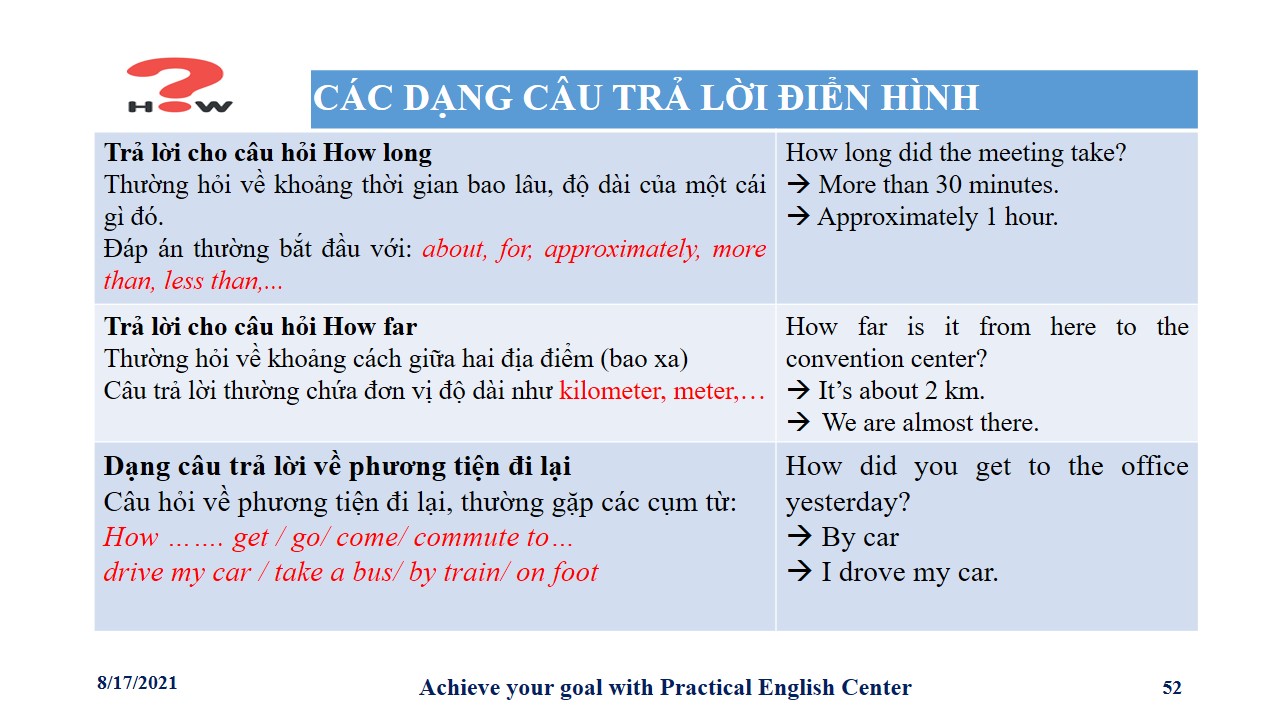 ? HOW
CÁC DẠNG CÂU TRẢ LỜI ĐIỂN HÌNH
Trả lời cho câu hỏi How long
Thường hỏi về khoảng thời gian bao lâu, độ dài của một cái
gì đó.
Đáp án thường bắt đầu với: about, for, approximately, more
than, less than,...
How long did the meeting take?
→ More than 30 minutes.
→ Approximately 1 hour.
Trả lời cho câu hỏi How far
Thường hỏi về khoảng cách giữa hai địa điểm (bao xa)
Câu trả lời thường chứa đơn vị độ dài như kilometer, meter,…
How far is it from here to the
convention center?
→ It’s about 2 km.
→ We are almost there.
Dạng câu trả lời về phương tiện đi lại
Câu hỏi về phương tiện đi lại, thường gặp các cụm từ:
How ……. get / go/ come/ commute to…
drive my car / take a bus/ by train/ on foot
How did you get to the office
yesterday?
→ By car
→ I drove my car.
8/17/2021
Achieve your goal with Practical English Center
52